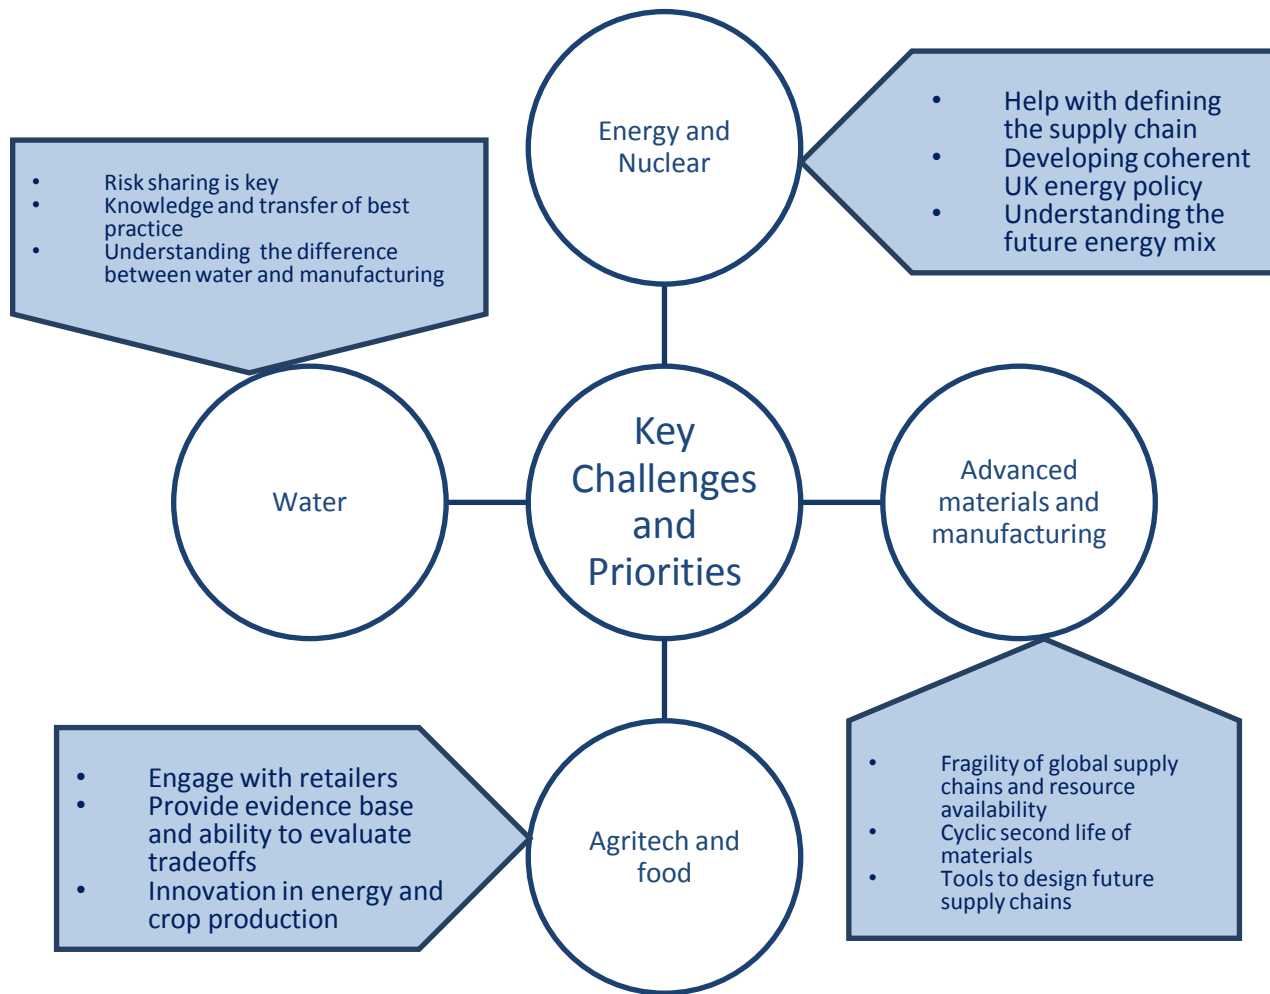 Energy and
Nuclear
• Help with defining
the supply chain
• Developing coherent
UK energy policy
• Understanding the
future energy mix
• Risk sharing is key
• Knowledge and transfer of best
practice
• Understanding the difference
between water and manufacturing
Water
Key
Challenges
and
Priorities
Advanced
materials and
manufacturing
• Engage with retailers
• Provide evidence base
and ability to evaluate
tradeoffs
• Innovation in energy and
crop production
Agritech and
food
• Fragility of global supply
chains and resource
availability
• Cyclic second life of
materials
• Tools to design future
supply chains